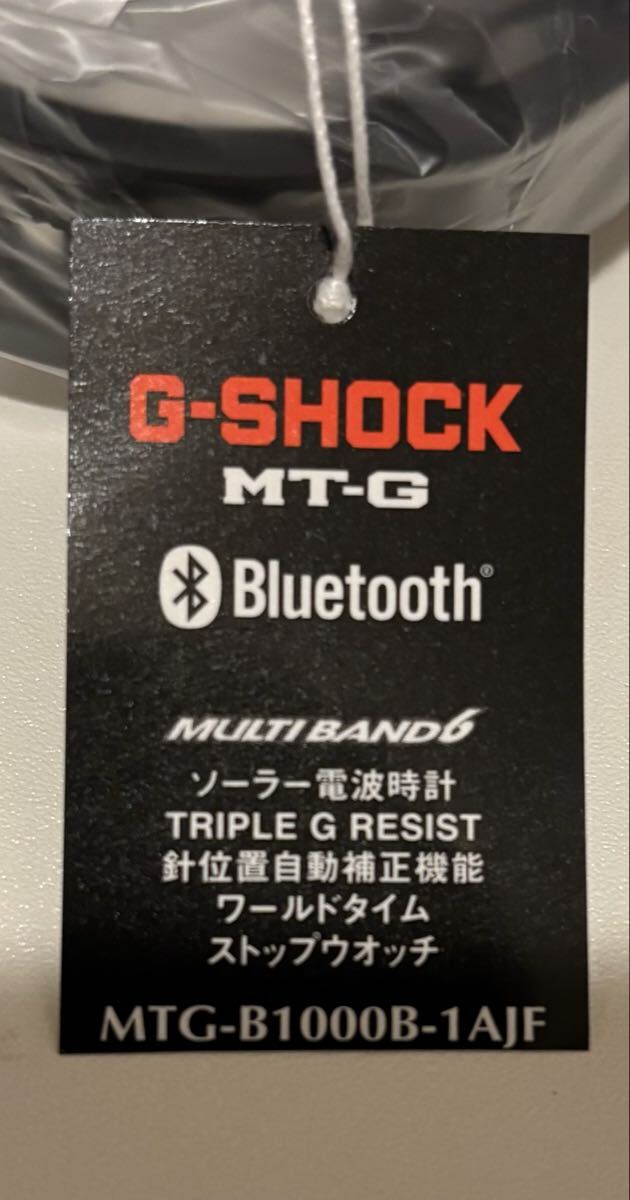 G-SHOCK
MT-G
Bluetooth®
MULTI BAND 6
ソーラー電波時計
TRIPLE G RESIST
針位置自動補正機能
ワールドタイム
ストップウオッチ
MTG-B1000B-1AJF